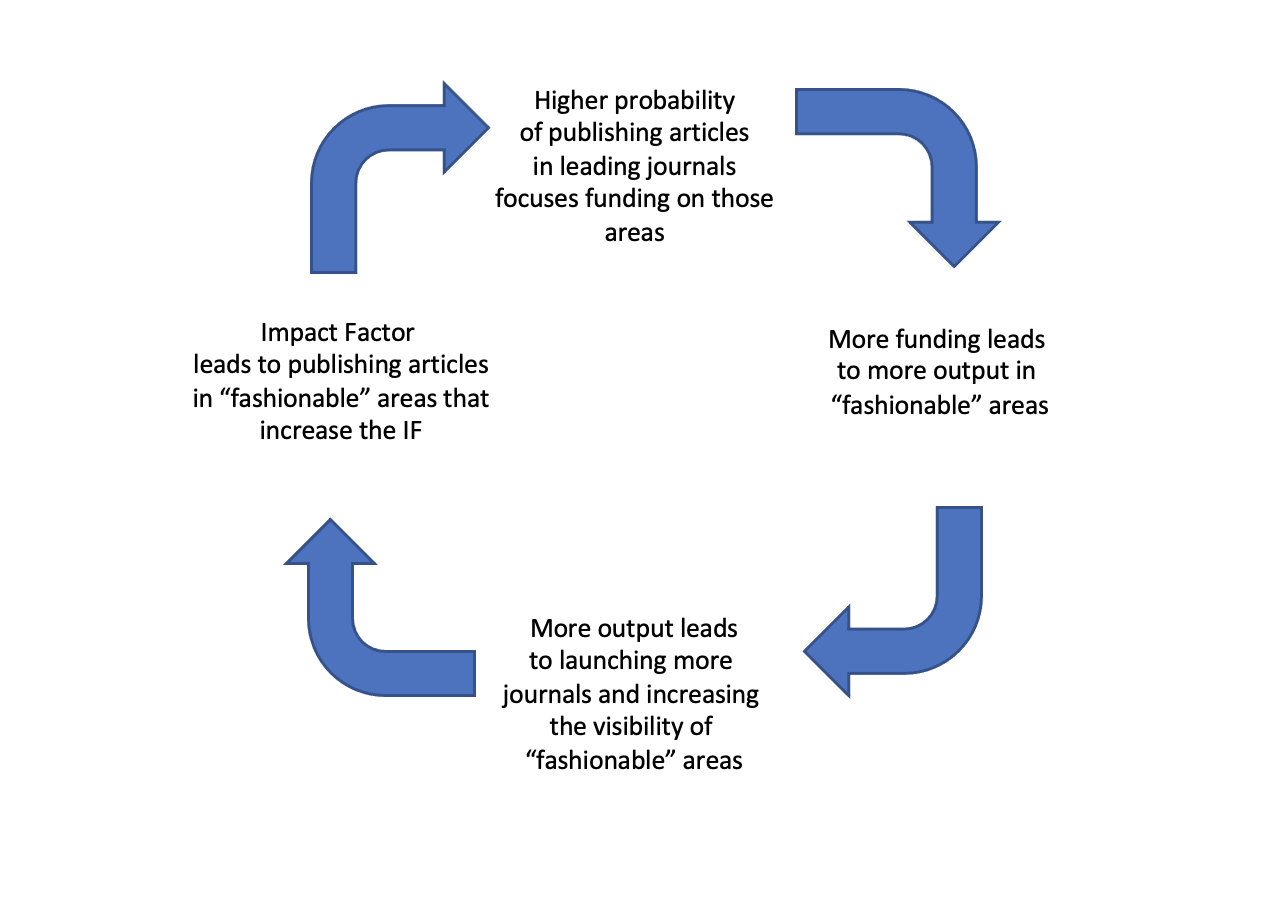 Higher probability
of publishing articles
in leading journals
focuses funding on those
areas
Impact Factor
leads to publishing articles
in “fashionable” areas that
increase the IF
More funding leads
to more output in
“fashionable” areas
More output leads
to launching more
journals and increasing
the visibility of
“fashionable” areas